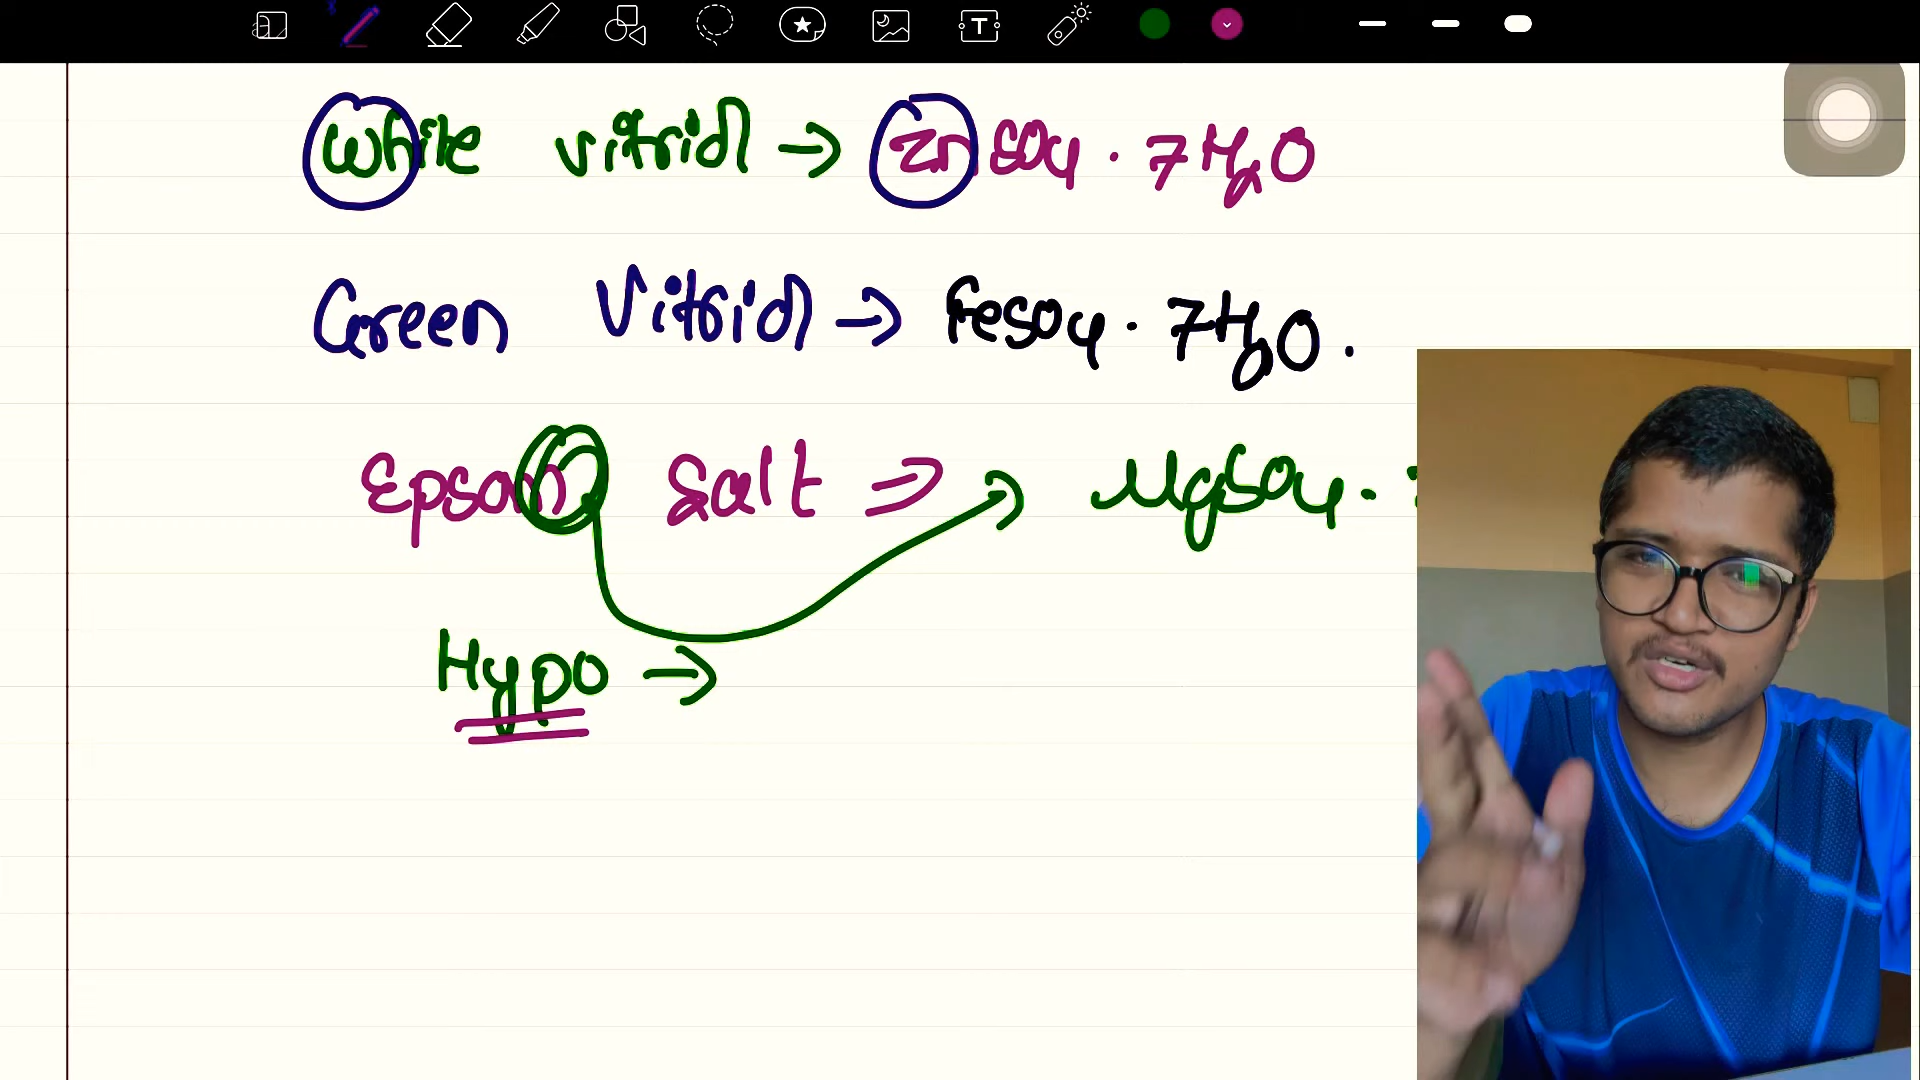 White vitriol → ZnSO4 . 7H2O
Green Vitriol → FeSO4 . 7H2O .
Epsom Salt ⇒ MgSO4 .
Hypo →